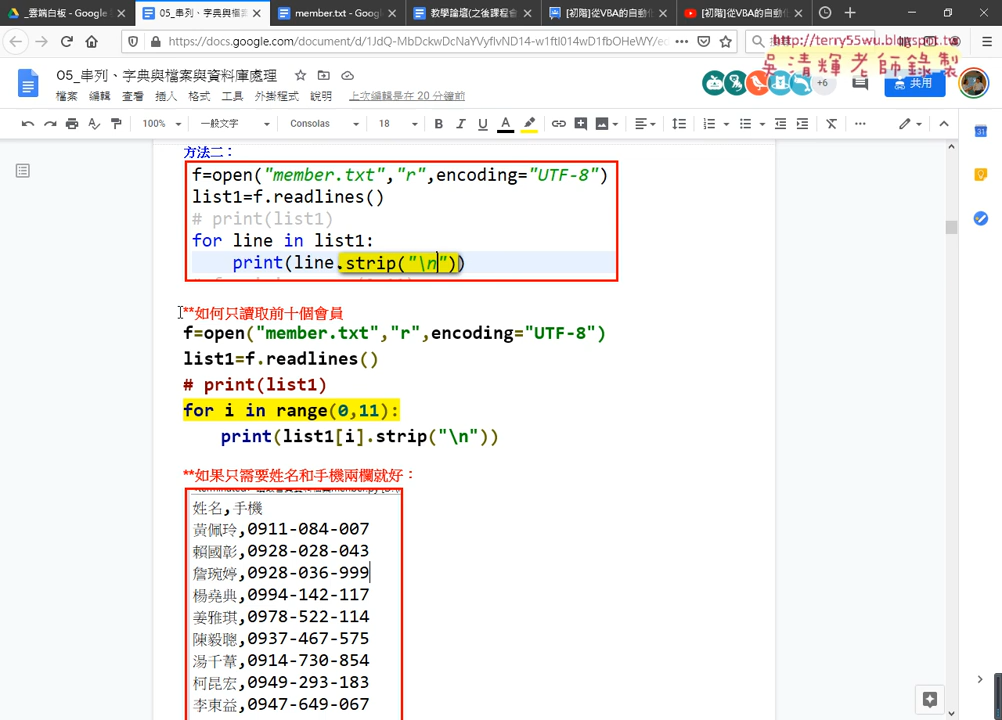 _雲端白板 - Google
05_串列、字典與檔案
member.txt - Goog
教學論壇(之後課程會
[初階]從VBA的自動化
[初階]從VBA的自動
https://docs.google.com/document/d/1JdQ-MbDckwDcNaVYyflvND14-w1ftl014wD1fbOHeWY/ec
http://terry55wu.blogspot.tw
吳清輝老師錄製
05_串列、字典與檔案與資料庫處理
檔案 編輯 查看 插入 格式 工具 外掛程式 說明 上次編輯是在 20 分鐘前
+6
共用
100% 一般文字 Consolas 18 B I U A
方法二：
f=open("member.txt","r",encoding="UTF-8")
list1=f.readlines()
# print(list1)
for line in list1:
print(line.strip("\n"))
**如何只讀取前十個會員
f=open("member.txt","r",encoding="UTF-8")
list1=f.readlines()
# print(list1)
for i in range(0,11):
print(list1[i].strip("\n"))
**如果只需要姓名和手機兩欄就好：
姓名,手機
黃佩玲,0911-084-007
賴國彰,0928-028-043
詹琬婷,0928-036-999
楊堯典,0994-142-117
姜雅琪,0978-522-114
陳毅聰,0937-467-575
湯千葦,0914-730-854
柯昆宏,0949-293-183
李東益,0947-649-067
31